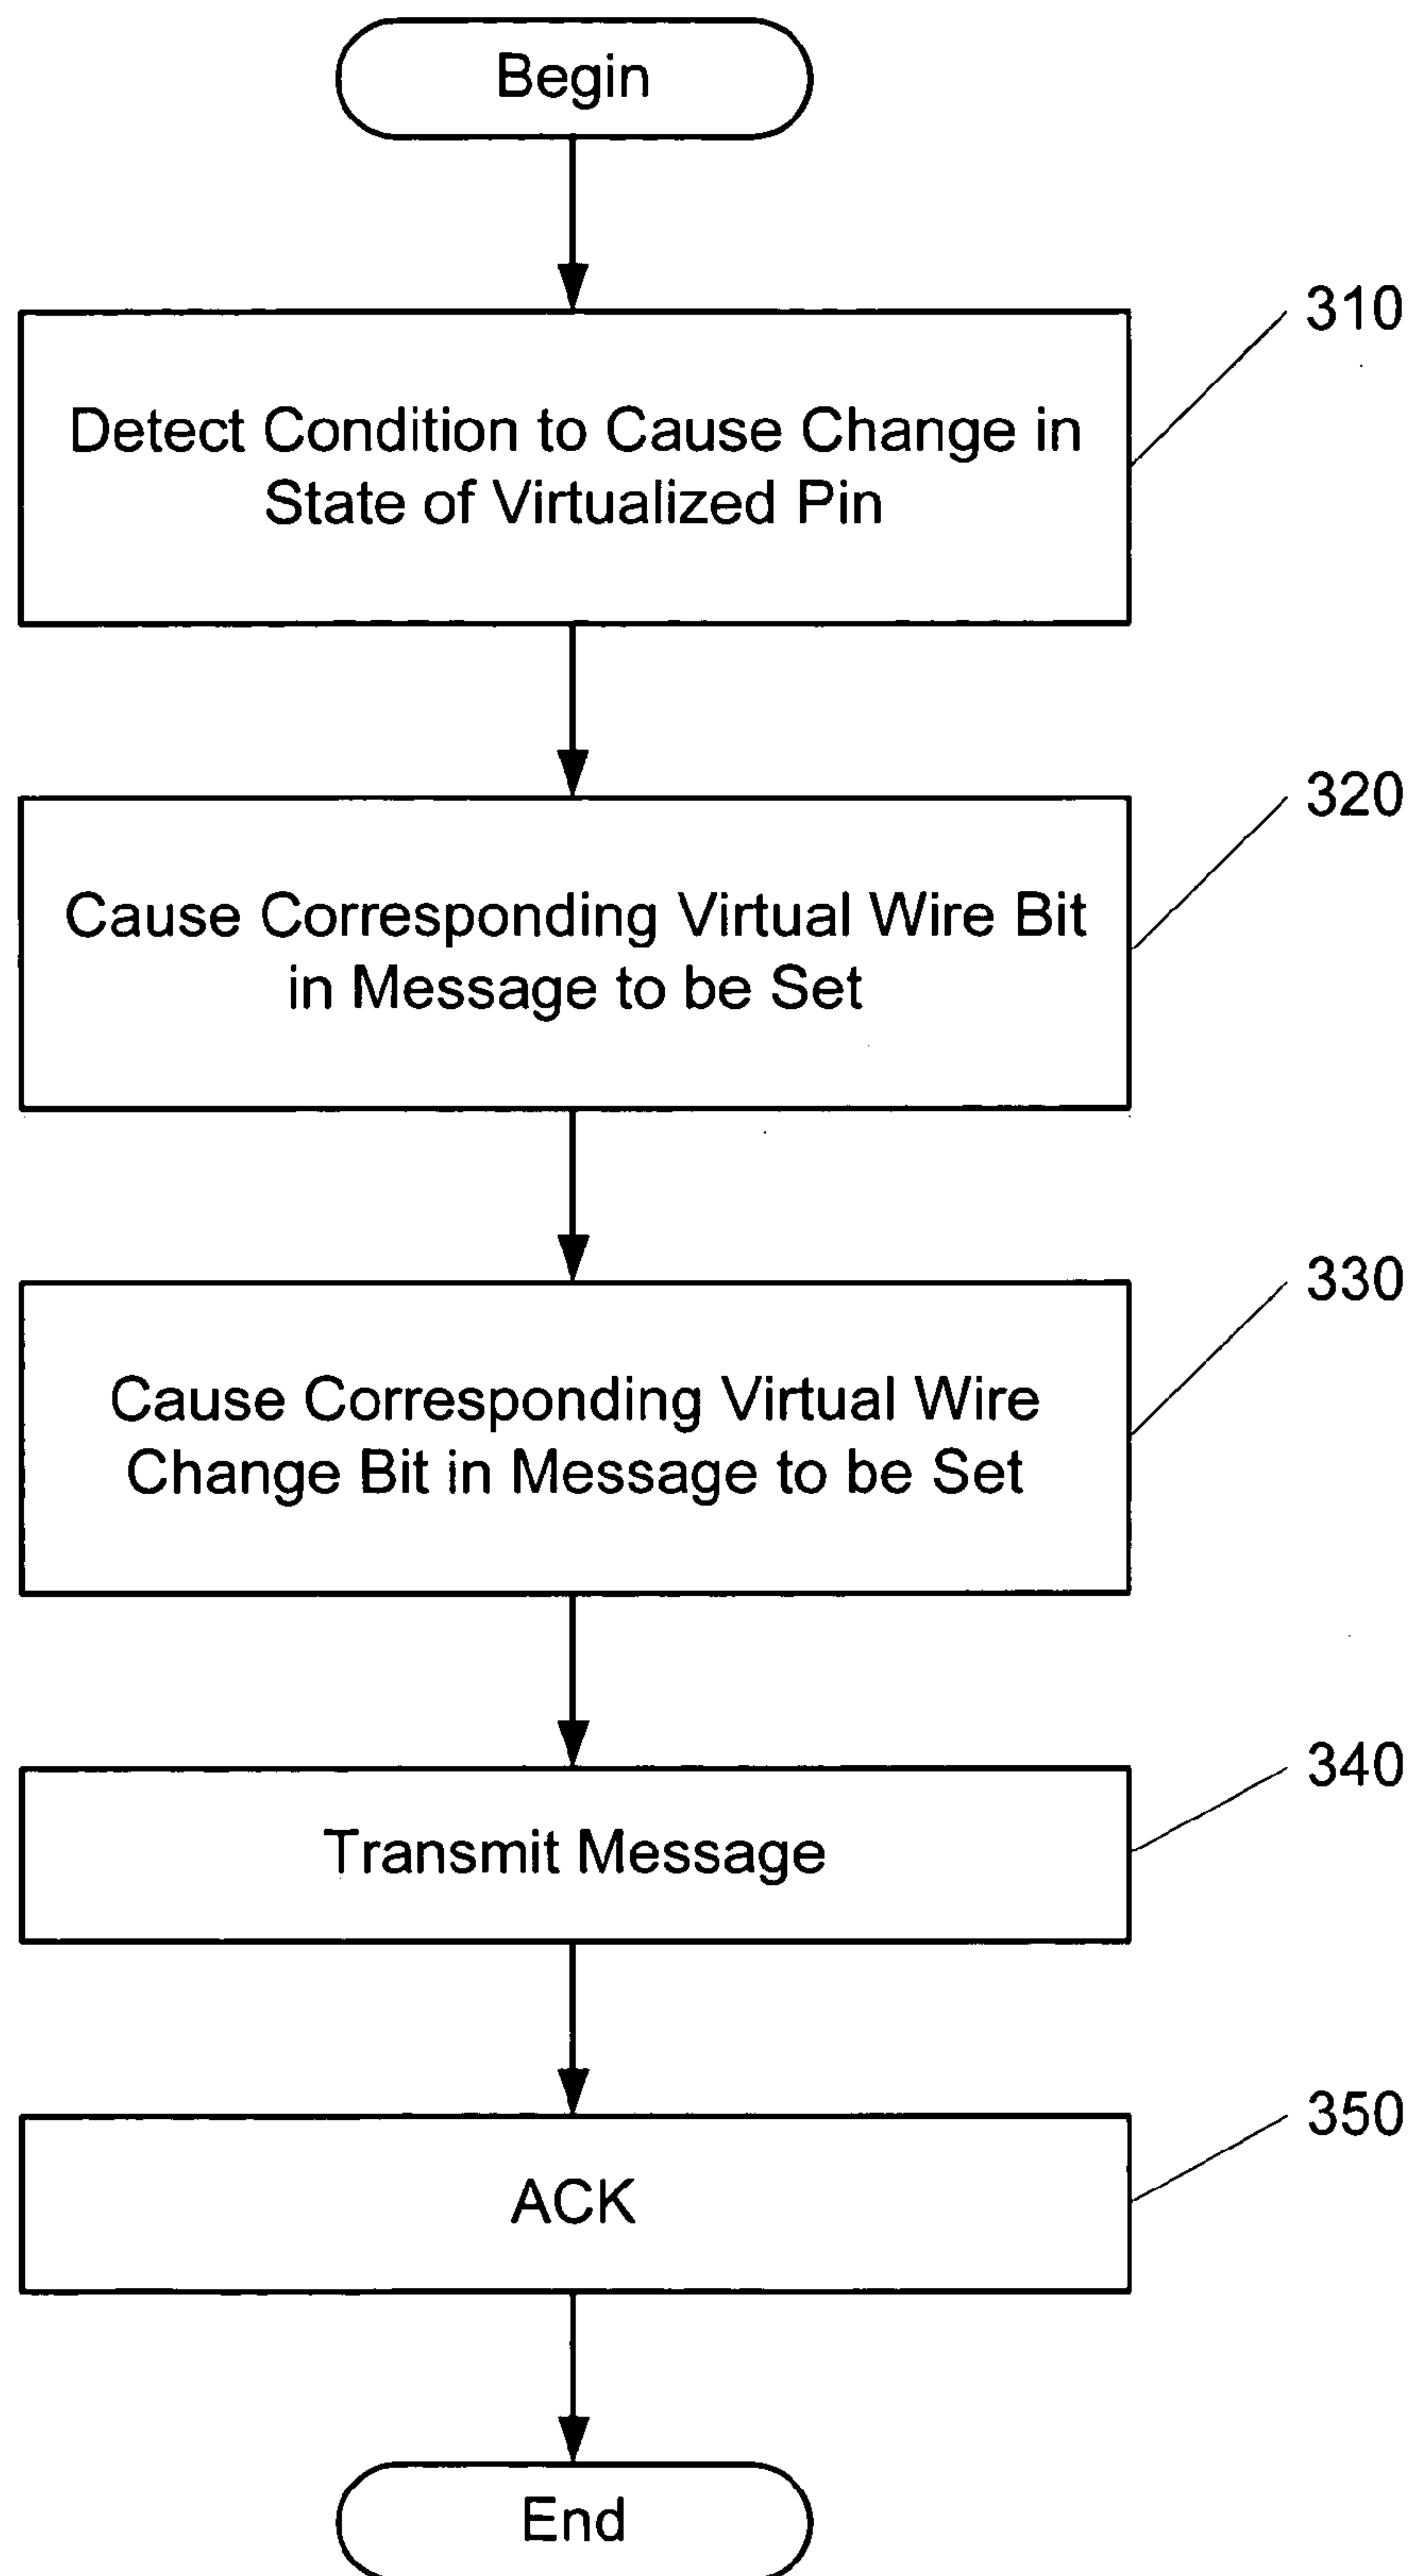 Begin
310
Detect Condition to Cause Change in
State of Virtualized Pin
320
Cause Corresponding Virtual Wire Bit
in Message to be Set
330
Cause Corresponding Virtual Wire
Change Bit in Message to be Set
340
Transmit Message
350
ACK
End